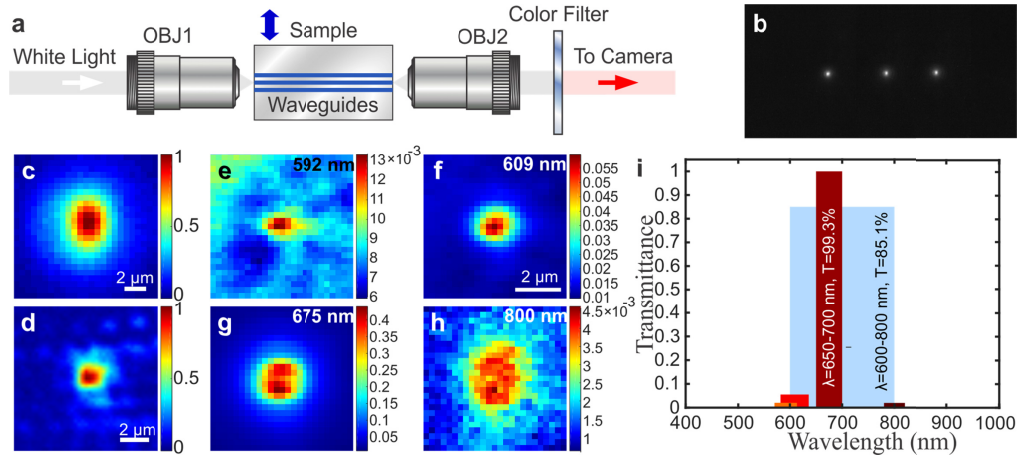 a
OBJ1
White Light
Sample
Waveguides
OBJ2
Color Filter
To Camera
b
c
1
0.5
0
2 µm
e
592 nm
13×10⁻³
12
11
10
9
8
7
6
f
609 nm
0.055
0.05
0.045
0.04
0.035
0.03
0.025
0.02
0.015
0.01
2 µm
d
1
0.5
0
2 µm
g
675 nm
0.4
0.35
0.3
0.25
0.2
0.15
0.1
0.05
h
800 nm
4.5×10⁻³
4
3.5
3
2.5
2
1.5
1
i
Transmittance
1
0.9
0.8
0.7
0.6
0.5
0.4
0.3
0.2
0.1
0
λ=650-700 nm, T=99.3%
λ=600-800 nm, T=85.1%
400 500 600 700 800 900 1000
Wavelength (nm)